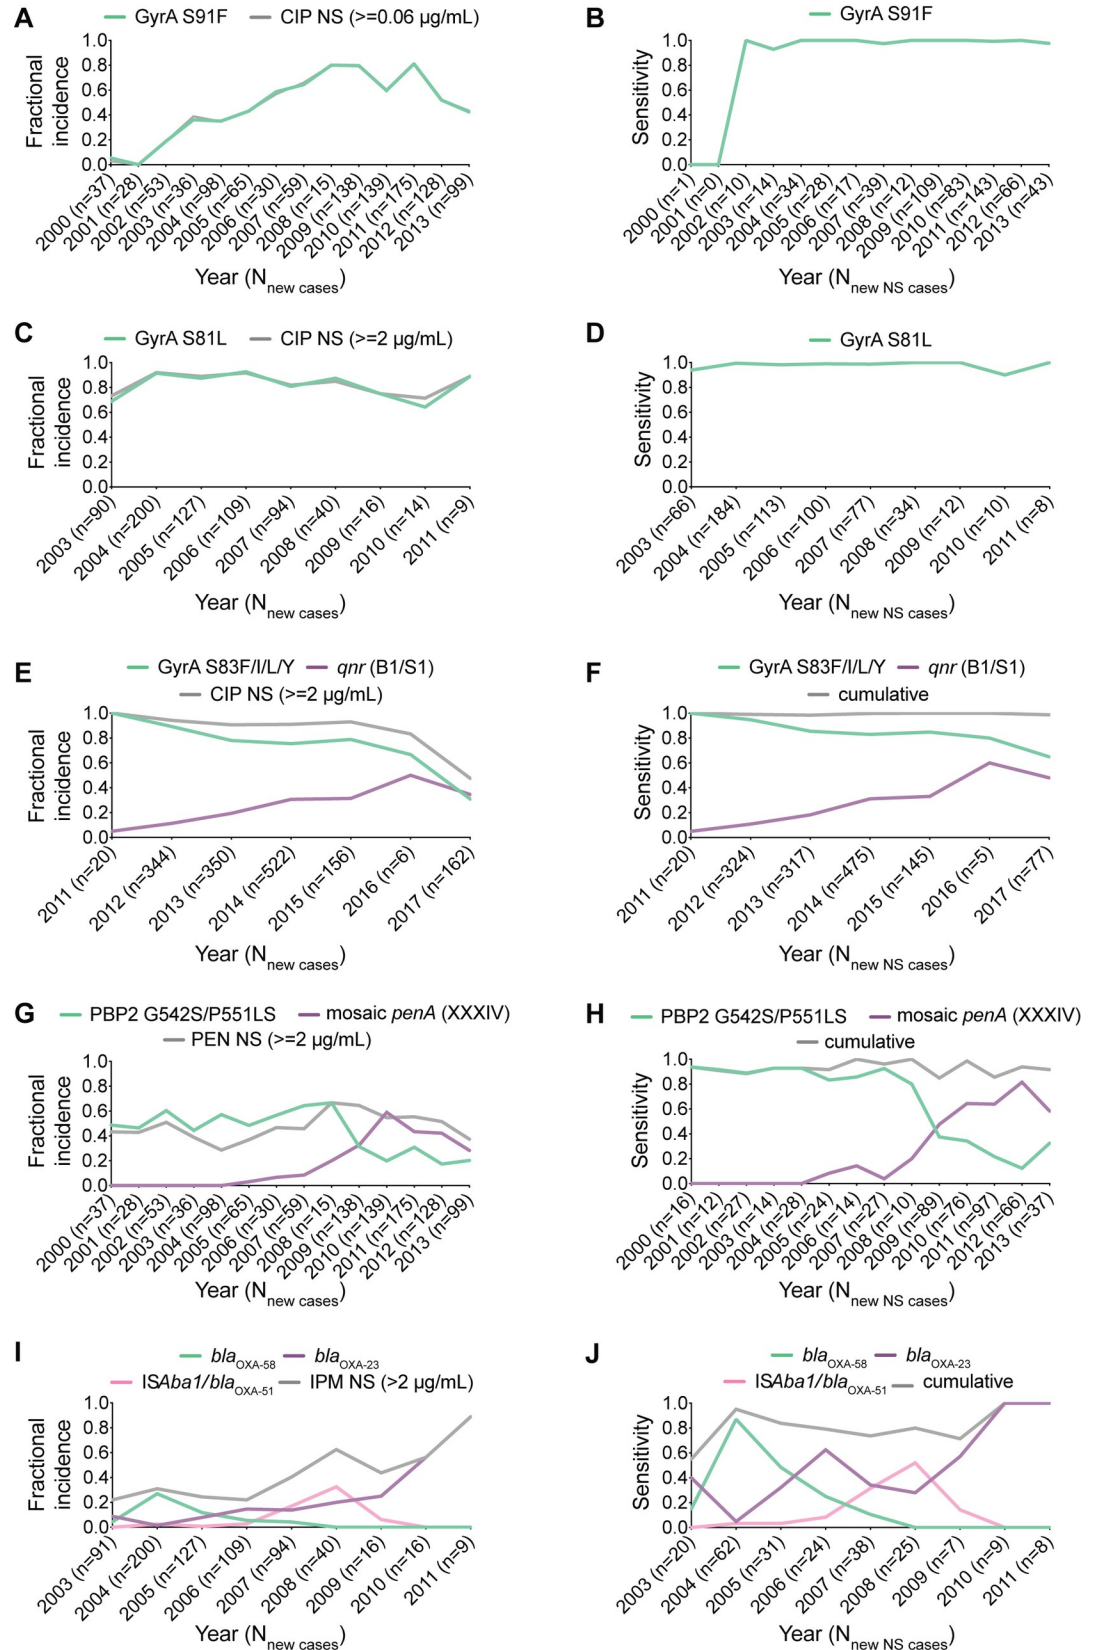 A
GyrA S91F CIP NS (>=0.06 µg/mL)
Fractional
incidence
1.0
0.8
0.6
0.4
0.2
0.0
2000 (n=37)
2001 (n=28)
2002 (n=53)
2003 (n=36)
2004 (n=98)
2005 (n=65)
2006 (n=30)
2007 (n=59)
2008 (n=15)
2009 (n=138)
2010 (n=139)
2011 (n=175)
2012 (n=128)
2013 (n=99)
Year (N new cases)
B
GyrA S91F
Sensitivity
1.0
0.8
0.6
0.4
0.2
0.0
2000 (n=1)
2001 (n=0)
2002 (n=10)
2003 (n=14)
2004 (n=34)
2005 (n=28)
2006 (n=17)
2007 (n=39)
2008 (n=12)
2009 (n=109)
2010 (n=83)
2011 (n=143)
2012 (n=66)
2013 (n=43)
Year (N new NS cases)
C
GyrA S81L CIP NS (>=2 µg/mL)
Fractional
incidence
1.0
0.8
0.6
0.4
0.2
0.0
2003 (n=90)
2004 (n=200)
2005 (n=127)
2006 (n=109)
2007 (n=94)
2008 (n=40)
2009 (n=16)
2010 (n=14)
2011 (n=9)
Year (N new cases)
D
GyrA S81L
Sensitivity
1.0
0.8
0.6
0.4
0.2
0.0
2003 (n=66)
2004 (n=184)
2005 (n=113)
2006 (n=100)
2007 (n=77)
2008 (n=34)
2009 (n=12)
2010 (n=10)
2011 (n=8)
Year (N new NS cases)
E
GyrA S83F/I/L/Y qnr (B1/S1)
CIP NS (>=2 µg/mL)
Fractional
incidence
1.0
0.8
0.6
0.4
0.2
0.0
2011 (n=20)
2012 (n=344)
2013 (n=350)
2014 (n=522)
2015 (n=156)
2016 (n=6)
2017 (n=162)
Year (N new cases)
F
GyrA S83F/I/L/Y qnr (B1/S1)
cumulative
Sensitivity
1.0
0.8
0.6
0.4
0.2
0.0
2011 (n=20)
2012 (n=324)
2013 (n=317)
2014 (n=475)
2015 (n=145)
2016 (n=5)
2017 (n=77)
Year (N new NS cases)
G
PBP2 G542S/P551LS mosaic penA (XXXIV)
PEN NS (>=2 µg/mL)
Fractional
incidence
1.0
0.8
0.6
0.4
0.2
0.0
2000 (n=37)
2001 (n=28)
2002 (n=53)
2003 (n=36)
2004 (n=98)
2005 (n=65)
2006 (n=30)
2007 (n=59)
2008 (n=15)
2009 (n=138)
2010 (n=139)
2011 (n=175)
2012 (n=128)
2013 (n=99)
Year (N new cases)
H
PBP2 G542S/P551LS mosaic penA (XXXIV)
cumulative
Sensitivity
1.0
0.8
0.6
0.4
0.2
0.0
2000 (n=16)
2001 (n=12)
2002 (n=27)
2003 (n=14)
2004 (n=28)
2005 (n=24)
2006 (n=14)
2007 (n=27)
2008 (n=10)
2009 (n=89)
2010 (n=76)
2011 (n=97)
2012 (n=66)
2013 (n=37)
Year (N new NS cases)
I
bla OXA-58 bla OXA-23
ISAba1/bla OXA-51 IPM NS (>2 µg/mL)
Fractional
incidence
1.0
0.8
0.6
0.4
0.2
0.0
2003 (n=91)
2004 (n=200)
2005 (n=127)
2006 (n=109)
2007 (n=94)
2008 (n=40)
2009 (n=16)
2010 (n=16)
2011 (n=9)
Year (N new cases)
J
bla OXA-58 bla OXA-23
ISAba1/bla OXA-51 cumulative
Sensitivity
1.0
0.8
0.6
0.4
0.2
0.0
2003 (n=20)
2004 (n=62)
2005 (n=31)
2006 (n=24)
2007 (n=38)
2008 (n=25)
2009 (n=7)
2010 (n=9)
2011 (n=8)
Year (N new NS cases)